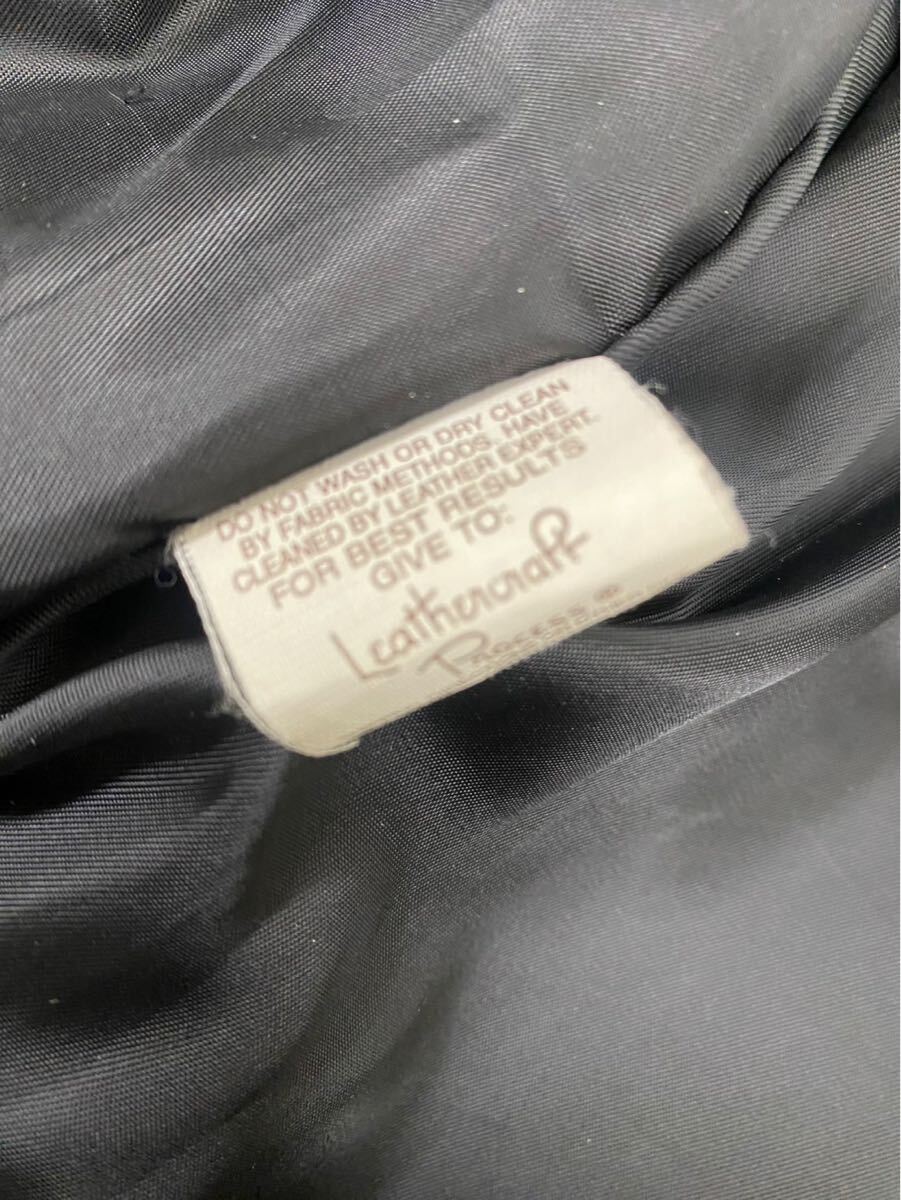 DO NOT WASH OR DRY CLEAN
BY FABRIC METHODS. HAVE
CLEANED BY LEATHER EXPERT.
FOR BEST RESULTS
GIVE TO:
Leathercraft
PROCESS ®